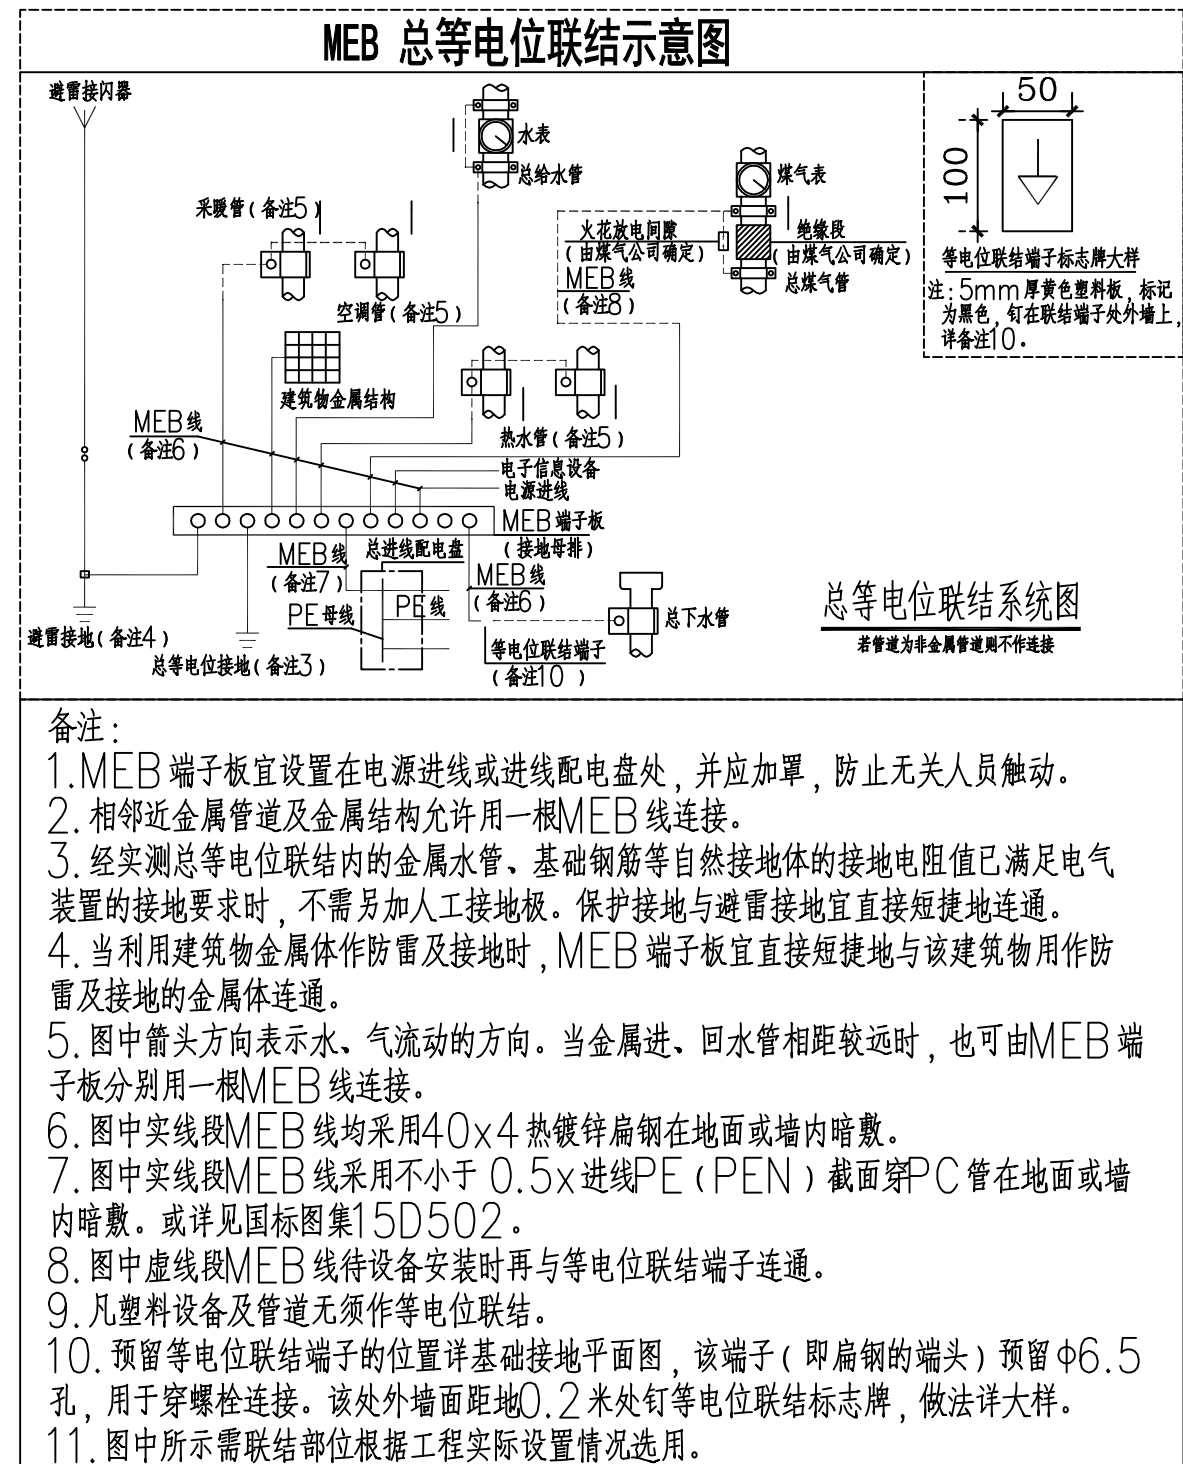 MEB 总等电位联结示意图
避雷接闪器
水表
总给水管
采暖管(备注5)
空调管(备注5)
建筑物金属结构
MEB线
(备注6)
热水管(备注5)
电子信息设备
电源进线
煤气表
火花放电间隙
(由煤气公司确定)
绝缘段
(由煤气公司确定)
MEB线
(备注8)
总煤气管
50
100
等电位联结端子标志牌大样
注:5mm厚黄色塑料板,标记
为黑色,钉在联结端子处外墙上,
详备注10。
MEB端子板
(接地母排)
MEB线
(备注7)
总进线配电盘
PE母线
PE线
MEB线
(备注6)
总下水管
等电位联结端子
(备注10)
避雷接地(备注4)
总等电位接地(备注3)
总等电位联结系统图
若管道为非金属管道则不作连接
备注:
1.MEB端子板宜设置在电源进线或进线配电盘处,并应加罩,防止无关人员触动。
2.相邻近金属管道及金属结构允许用一根MEB线连接。
3.经实测总等电位联结内的金属水管、基础钢筋等自然接地体的接地电阻值已满足电气
装置的接地要求时,不需另加人工接地极。保护接地与避雷接地宜直接短捷地连通。
4.当利用建筑物金属体作防雷及接地时,MEB端子板宜直接短捷地与该建筑物用作防
雷及接地的金属体连通。
5.图中箭头方向表示水、气流动的方向。当金属进、回水管相距较远时,也可由MEB端
子板分别用一根MEB线连接。
6.图中实线段MEB线均采用40x4热镀锌扁钢在地面或墙内暗敷。
7.图中实线段MEB线采用不小于 0.5x进线PE(PEN)截面穿PC管在地面或墙
内暗敷。或详见国标图集15D502。
8.图中虚线段MEB线待设备安装时再与等电位联结端子连通。
9.凡塑料设备及管道无须作等电位联结。
10.预留等电位联结端子的位置详基础接地平面图,该端子(即扁钢的端头)预留φ6.5
孔,用于穿螺栓连接。该处外墙面距地0.2米处钉等电位联结标志牌,做法详大样。
11.图中所示需联结部位根据工程实际设置情况选用。